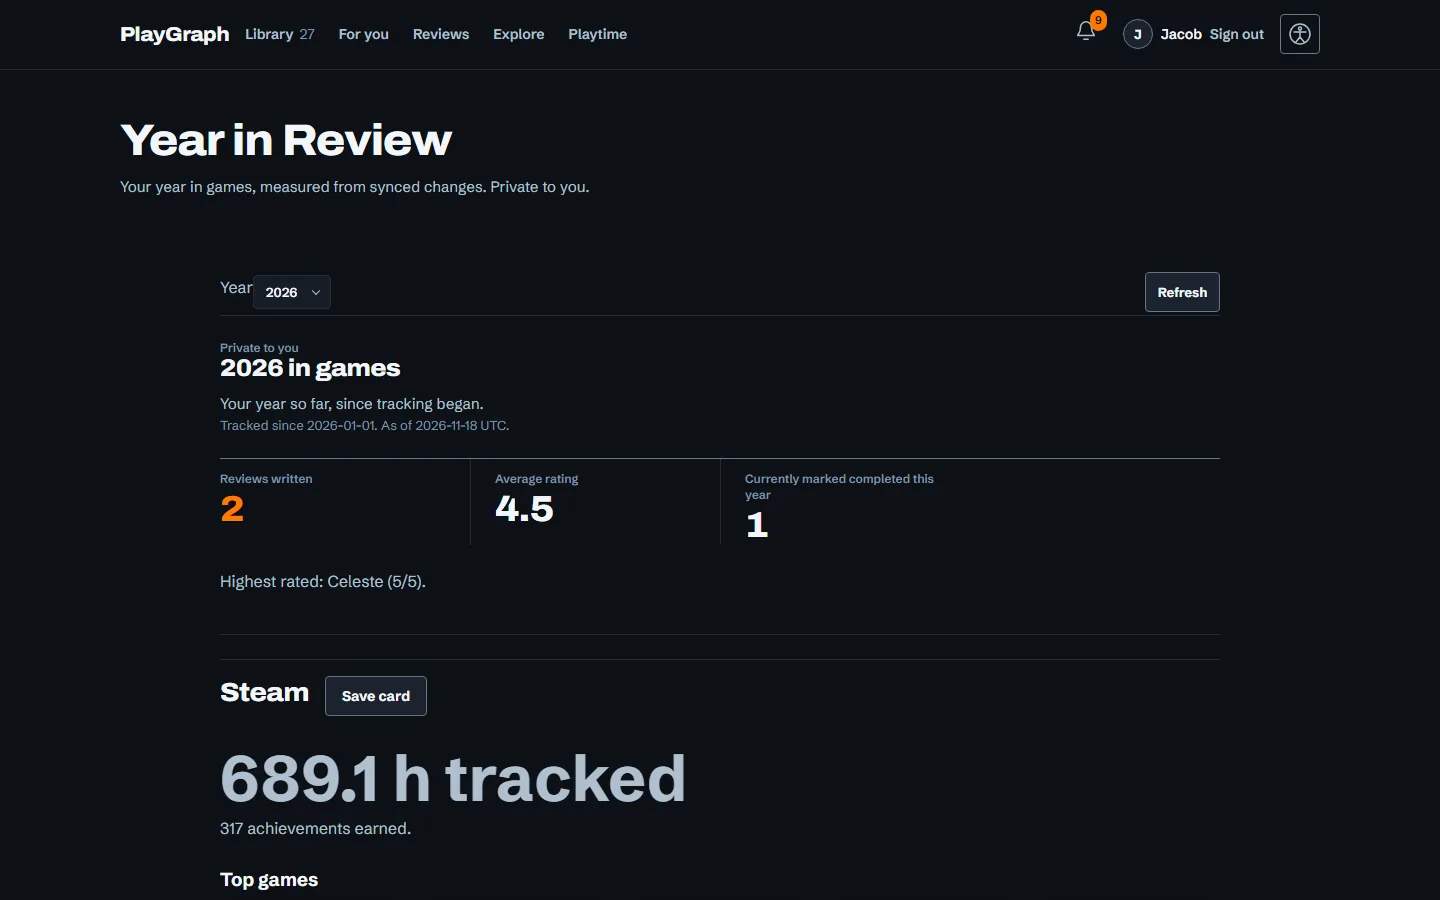 PlayGraph Library 27 For you Reviews Explore Playtime 9 J Jacob Sign out
Year in Review
Your year in games, measured from synced changes. Private to you.
Year 2026 Refresh
Private to you
2026 in games
Your year so far, since tracking began.
Tracked since 2026-01-01. As of 2026-11-18 UTC.
Reviews written
2
Average rating
4.5
Currently marked completed this
year
1
Highest rated: Celeste (5/5).
Steam Save card
689.1 h tracked
317 achievements earned.
Top games